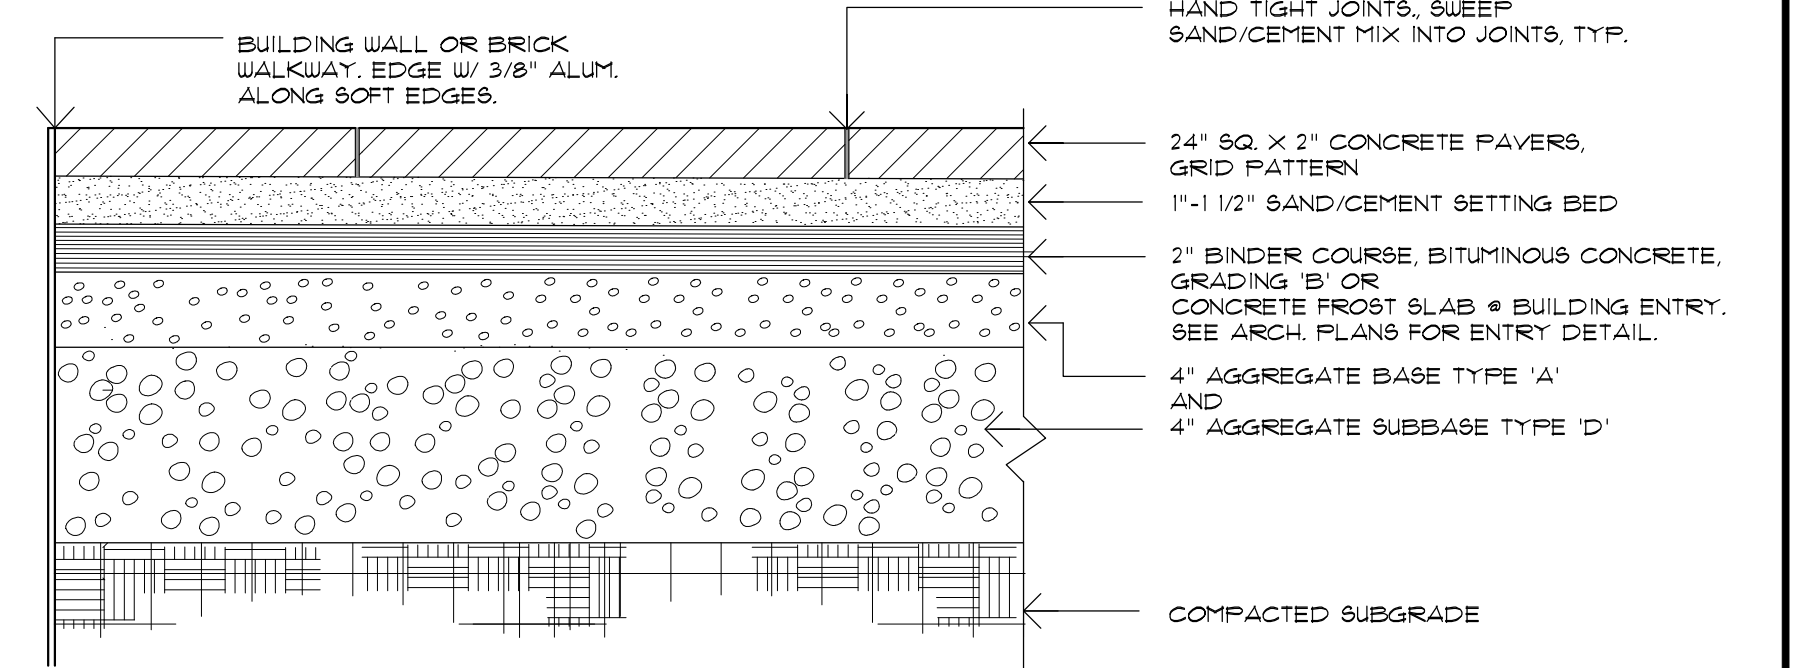 BUILDING WALL OR BRICK
WALKWAY. EDGE W/ 3/8" ALUM.
ALONG SOFT EDGES.
HAND TIGHT JOINTS., SWEEP
SAND/CEMENT MIX INTO JOINTS, TYP.
24" SQ. X 2" CONCRETE PAVERS,
GRID PATTERN
1"-1 1/2" SAND/CEMENT SETTING BED
2" BINDER COURSE, BITUMINOUS CONCRETE,
GRADING 'B' OR
CONCRETE FROST SLAB @ BUILDING ENTRY.
SEE ARCH. PLANS FOR ENTRY DETAIL.
4" AGGREGATE BASE TYPE 'A'
AND
4" AGGREGATE SUBBASE TYPE 'D'
COMPACTED SUBGRADE